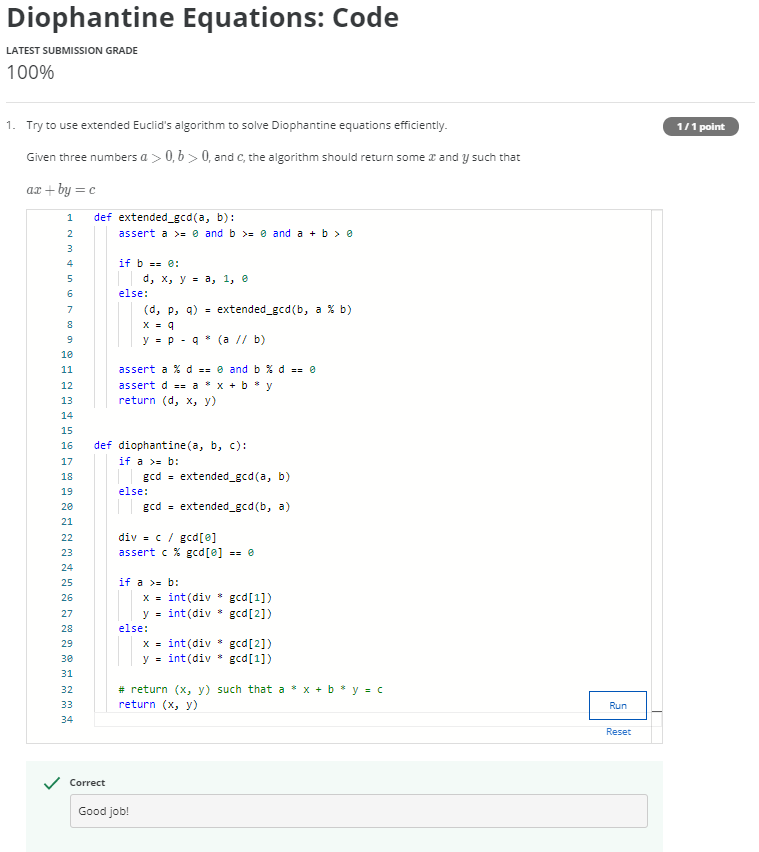 Diophantine Equations: Code
LATEST SUBMISSION GRADE
100%
1. Try to use extended Euclid's algorithm to solve Diophantine equations efficiently.
1 / 1 point
Given three numbers a > 0, b > 0, and c, the algorithm should return some x and y such that
ax + by = c
1 def extended_gcd(a, b):
2     assert a >= 0 and b >= 0 and a + b > 0
3
4     if b == 0:
5         d, x, y = a, 1, 0
6     else:
7         (d, p, q) = extended_gcd(b, a % b)
8         x = q
9         y = p - q * (a // b)
10
11     assert a % d == 0 and b % d == 0
12     assert d == a * x + b * y
13     return (d, x, y)
14
15
16 def diophantine(a, b, c):
17     if a >= b:
18         gcd = extended_gcd(a, b)
19     else:
20         gcd = extended_gcd(b, a)
21
22     div = c / gcd[0]
23     assert c % gcd[0] == 0
24
25     if a >= b:
26         x = int(div * gcd[1])
27         y = int(div * gcd[2])
28     else:
29         x = int(div * gcd[2])
30         y = int(div * gcd[1])
31
32     # return (x, y) such that a * x + b * y = c
33     return (x, y)
34
Run
Reset
Correct
Good job!